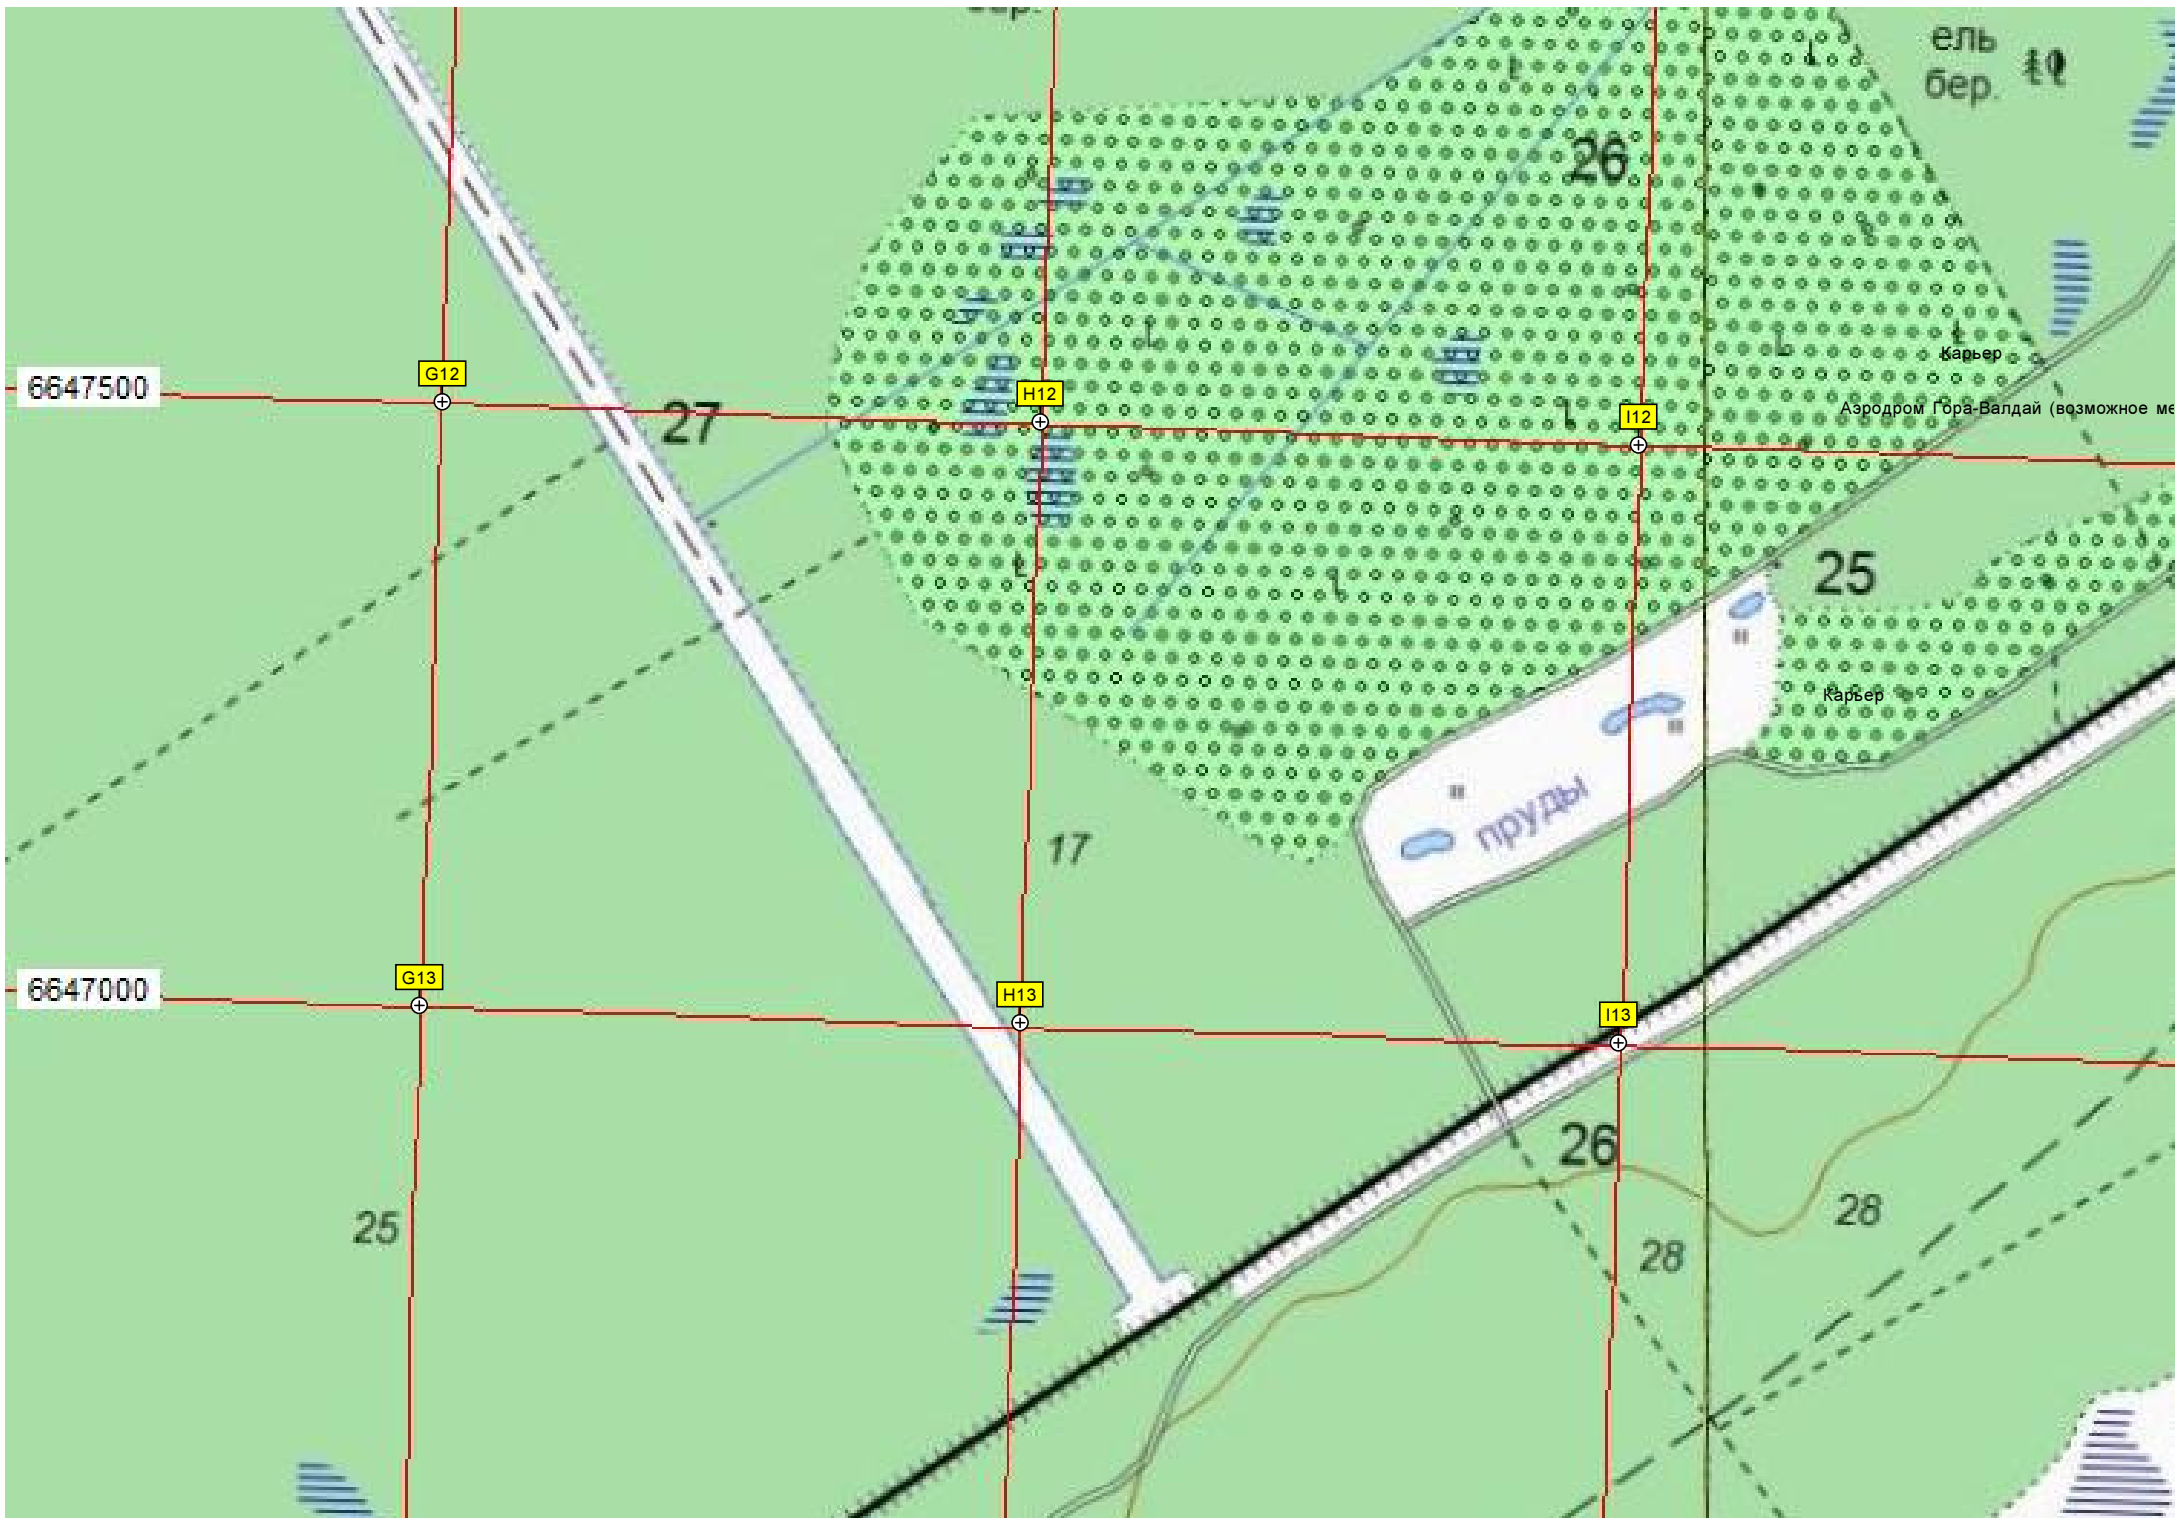 ель
бер.
26
Карьер
G12
6647500
H12
I12
Аэродром Гора-Валдай (возможное ме
27
25
Карьер
пруды
17
G13
6647000
H13
I13
26
25
28
28